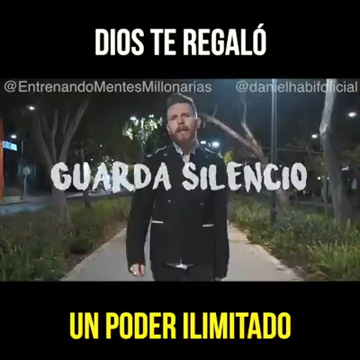 DIOS TE REGALÓ
@EntrenandoMentesMillonarias @danielhabifoficial
GUARDA SILENCIO
UN PODER ILIMITADO